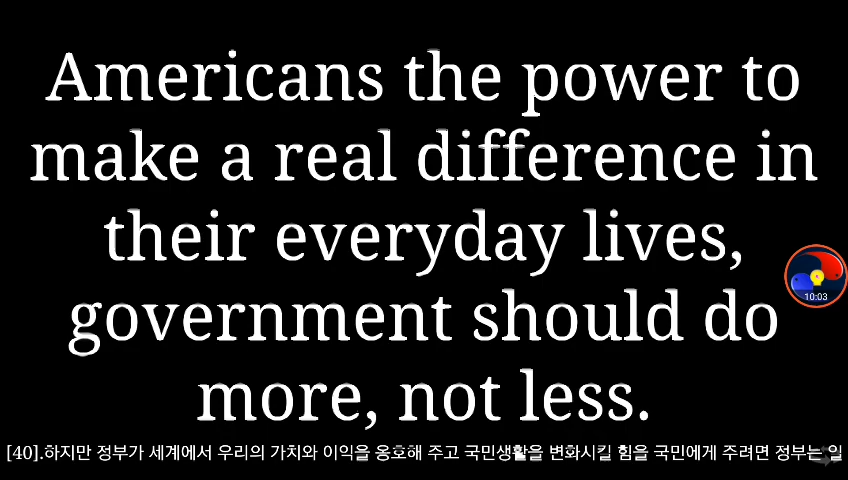 Americans the power to
make a real difference in
their everyday lives,
government should do
more, not less.
10:03
[40].하지만 정부가 세계에서 우리의 가치와 이익을 옹호해 주고 국민생활을 변화시킬 힘을 국민에게 주려면 정부는 일